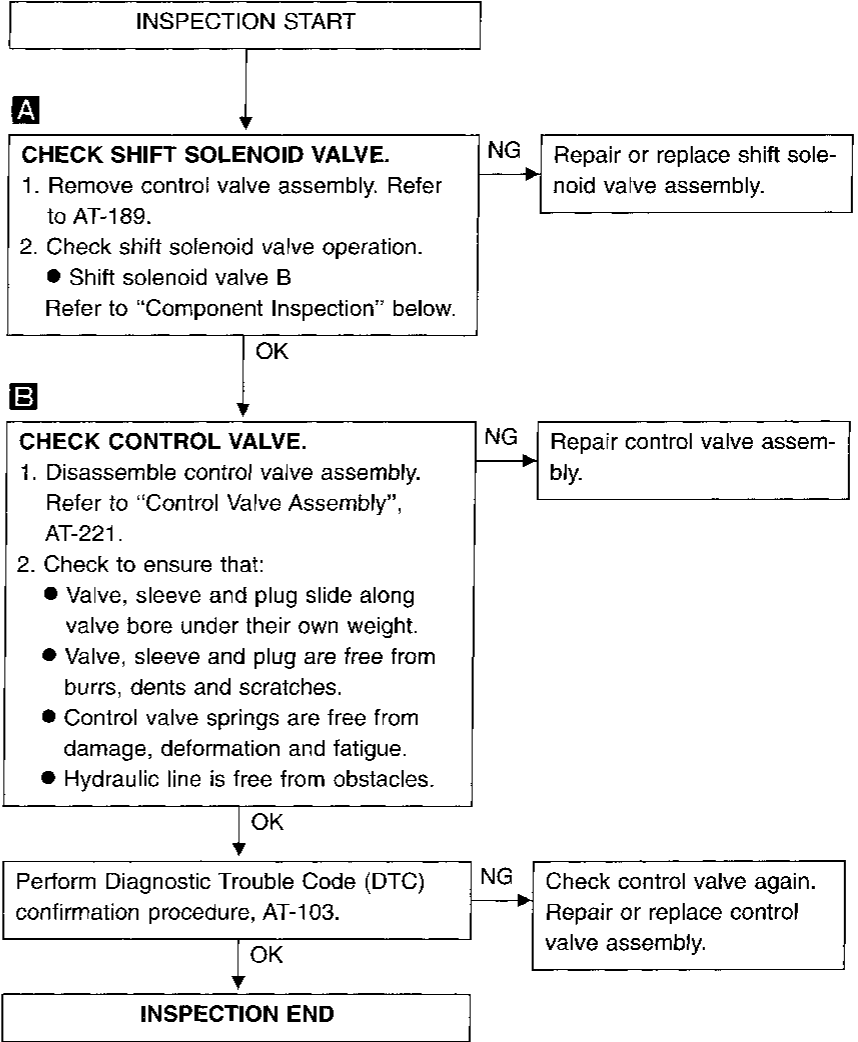 INSPECTION START
A
CHECK SHIFT SOLENOID VALVE.
1. Remove control valve assembly. Refer
to AT-189.
2. Check shift solenoid valve operation.
● Shift solenoid valve B
Refer to “Component Inspection” below.
NG
Repair or replace shift sole-
noid valve assembly.
OK
B
CHECK CONTROL VALVE.
1. Disassemble control valve assembly.
Refer to “Control Valve Assembly”,
AT-221.
2. Check to ensure that:
● Valve, sleeve and plug slide along
valve bore under their own weight.
● Valve, sleeve and plug are free from
burrs, dents and scratches.
● Control valve springs are free from
damage, deformation and fatigue.
● Hydraulic line is free from obstacles.
NG
Repair control valve assem-
bly.
OK
Perform Diagnostic Trouble Code (DTC)
confirmation procedure, AT-103.
NG
Check control valve again.
Repair or replace control
valve assembly.
OK
INSPECTION END